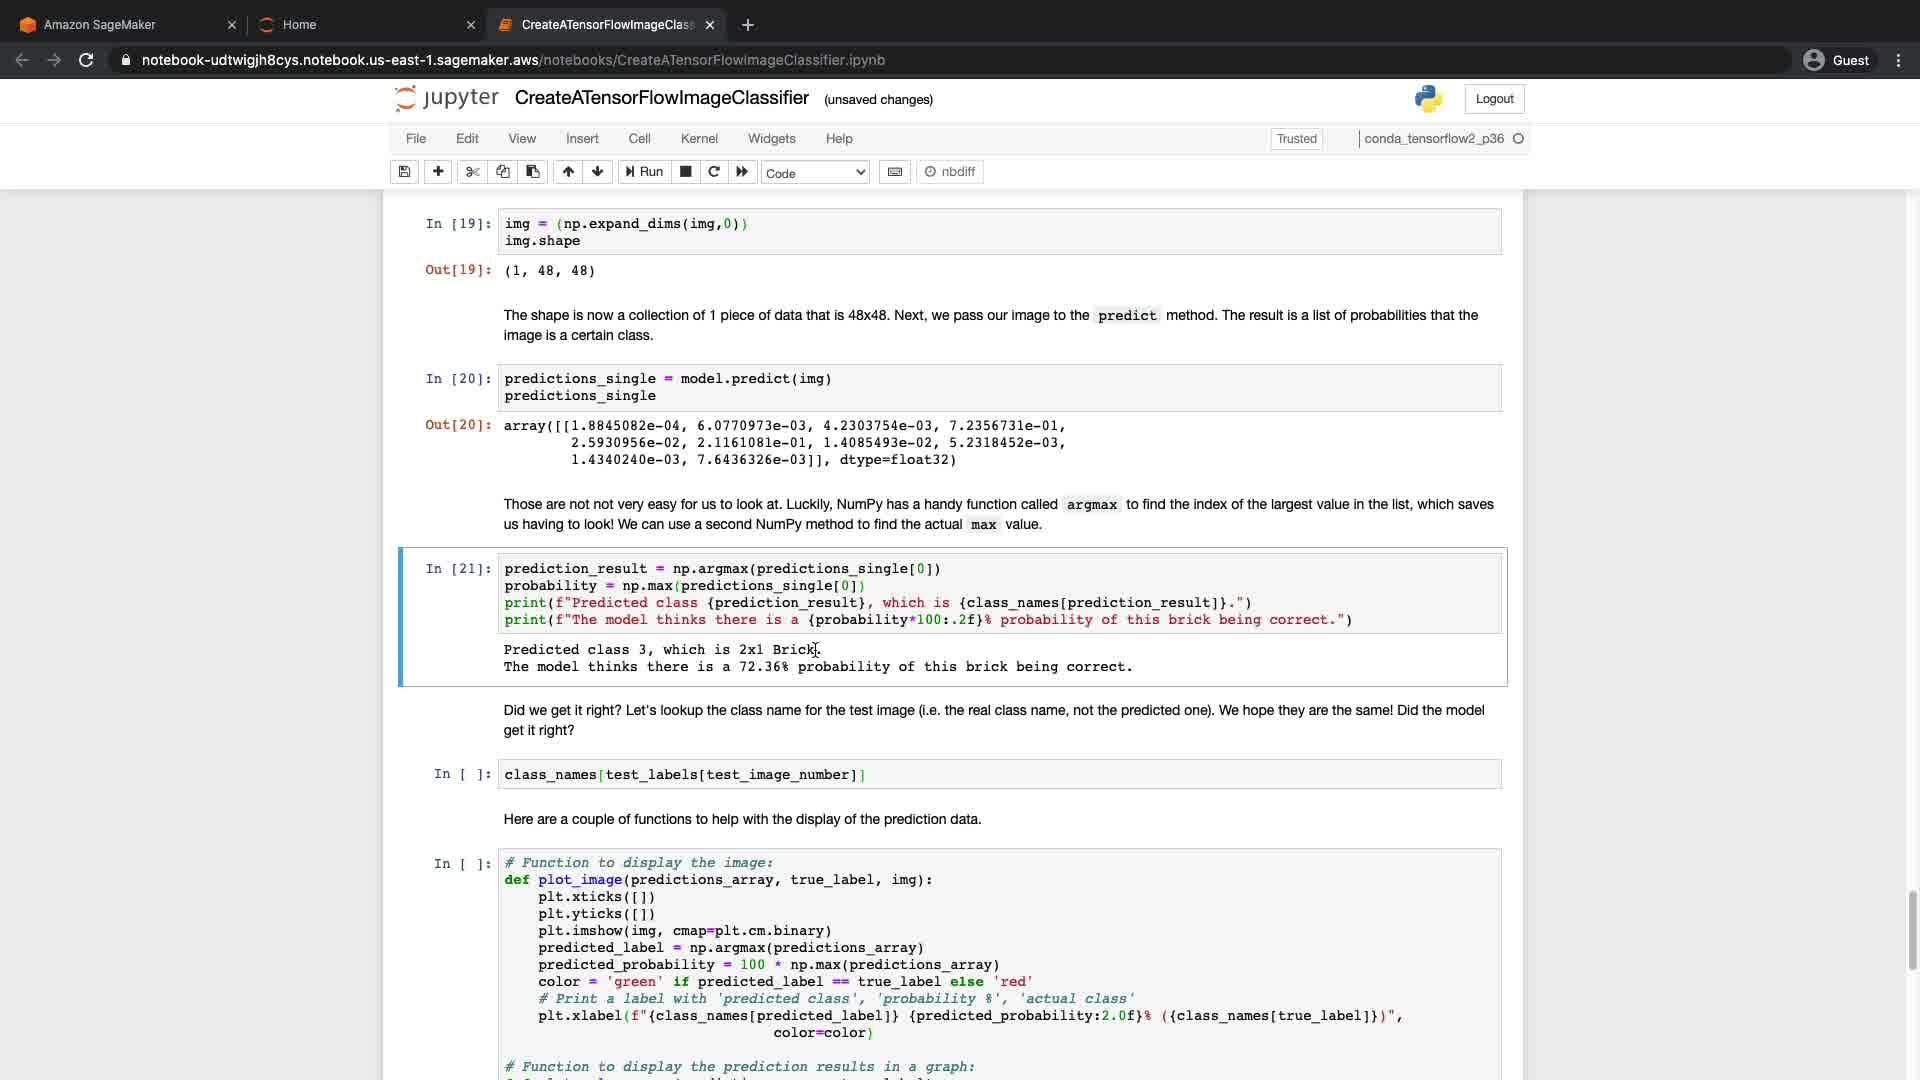 Amazon SageMaker
Home
CreateATensorFlowImageClass
notebook-udtwigjh8cys.notebook.us-east-1.sagemaker.aws/notebooks/CreateATensorFlowImageClassifier.ipynb
Guest
jupyter CreateATensorFlowImageClassifier (unsaved changes)
Logout
File Edit View Insert Cell Kernel Widgets Help
Trusted
conda_tensorflow2_p36
Run
Code
nbdiff
In [19]: img = (np.expand_dims(img,0))
img.shape
Out[19]: (1, 48, 48)
The shape is now a collection of 1 piece of data that is 48x48. Next, we pass our image to the predict method. The result is a list of probabilities that the
image is a certain class.
In [20]: predictions_single = model.predict(img)
predictions_single
Out[20]: array([[1.8845082e-04, 6.0770973e-03, 4.2303754e-03, 7.2356731e-01,
2.5930956e-02, 2.1161081e-01, 1.4085493e-02, 5.2318452e-03,
1.4340240e-03, 7.6436326e-03]], dtype=float32)
Those are not not very easy for us to look at. Luckily, NumPy has a handy function called argmax to find the index of the largest value in the list, which saves
us having to look! We can use a second NumPy method to find the actual max value.
In [21]: prediction_result = np.argmax(predictions_single[0])
probability = np.max(predictions_single[0])
print(f"Predicted class {prediction_result}, which is {class_names[prediction_result]}.")
print(f"The model thinks there is a {probability*100:.2f}% probability of this brick being correct.")
Predicted class 3, which is 2x1 Brick.
The model thinks there is a 72.36% probability of this brick being correct.
Did we get it right? Let's lookup the class name for the test image (i.e. the real class name, not the predicted one). We hope they are the same! Did the model
get it right?
In [ ]: class_names[test_labels[test_image_number]]
Here are a couple of functions to help with the display of the prediction data.
In [ ]: # Function to display the image:
def plot_image(predictions_array, true_label, img):
plt.xticks([])
plt.yticks([])
plt.imshow(img, cmap=plt.cm.binary)
predicted_label = np.argmax(predictions_array)
predicted_probability = 100 * np.max(predictions_array)
color = 'green' if predicted_label == true_label else 'red'
# Print a label with 'predicted class', 'probability %', 'actual class'
plt.xlabel(f"{class_names[predicted_label]} {predicted_probability:2.0f}% ({class_names[true_label]})",
color=color)
# Function to display the prediction results in a graph: